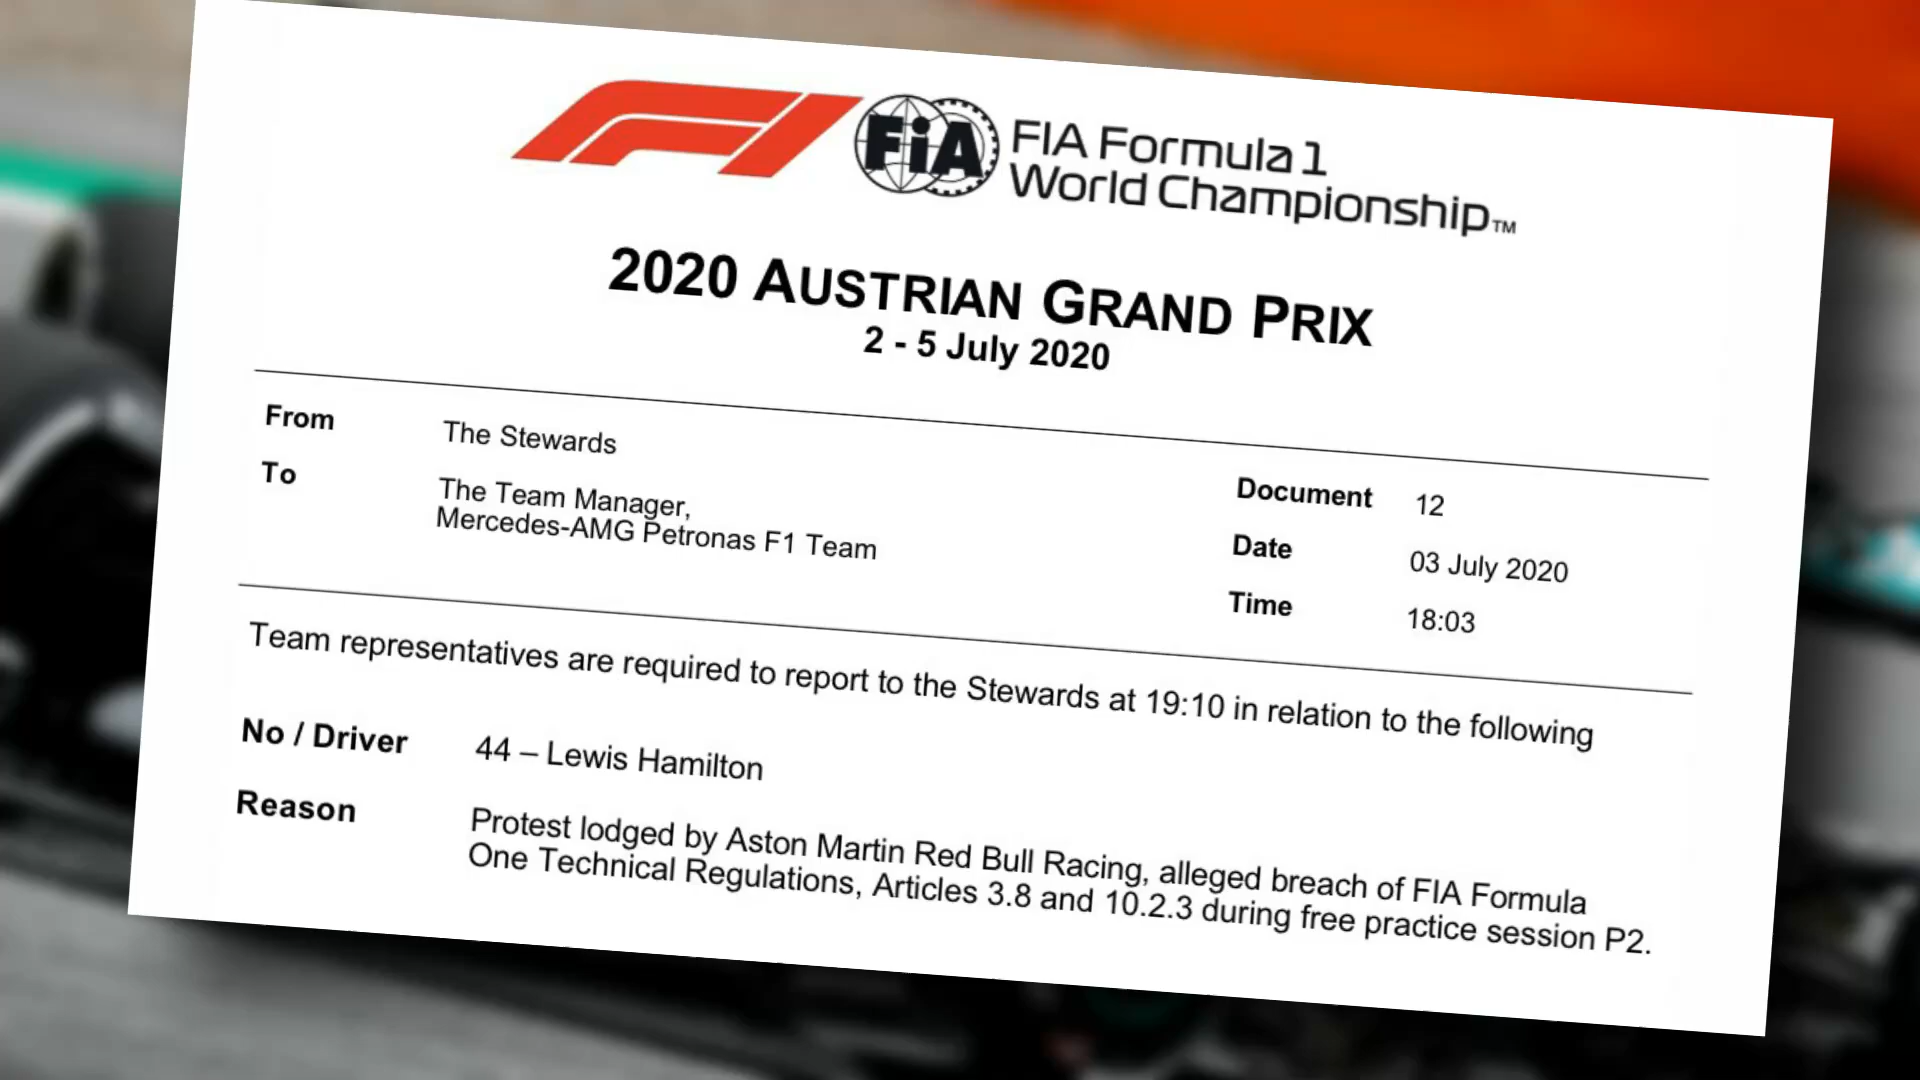 F1 FiA FIA Formula 1
World Championship™
2020 AUSTRIAN GRAND PRIX
2 - 5 July 2020
From The Stewards
To The Team Manager,
Mercedes-AMG Petronas F1 Team
Document 12
Date 03 July 2020
Time 18:03
Team representatives are required to report to the Stewards at 19:10 in relation to the following
No / Driver 44 – Lewis Hamilton
Reason Protest lodged by Aston Martin Red Bull Racing, alleged breach of FIA Formula
One Technical Regulations, Articles 3.8 and 10.2.3 during free practice session P2.